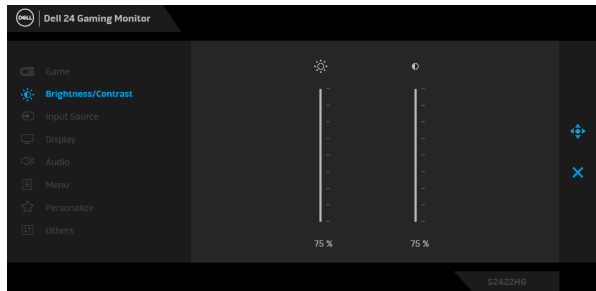 DELL
Dell 24 Gaming Monitor
Game
Brightness/Contrast
Input Source
Display
Audio
Menu
Personalize
Others
75 %
75 %
S2422HG